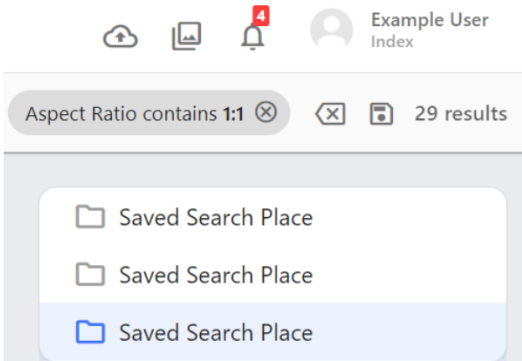 4
Example User
Index
Aspect Ratio contains 1:1
29 results
Saved Search Place
Saved Search Place
Saved Search Place